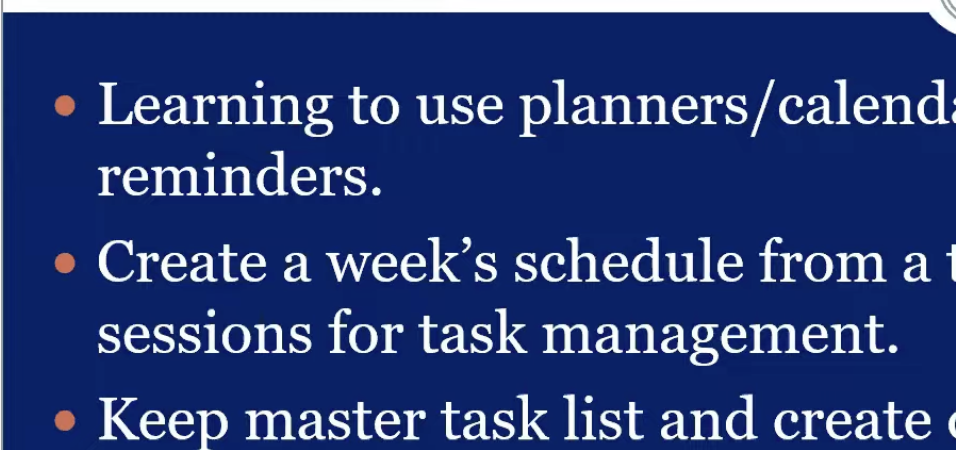 Learning to use planners/calenda
reminders.
Create a week’s schedule from a
sessions for task management.
Keep master task list and create